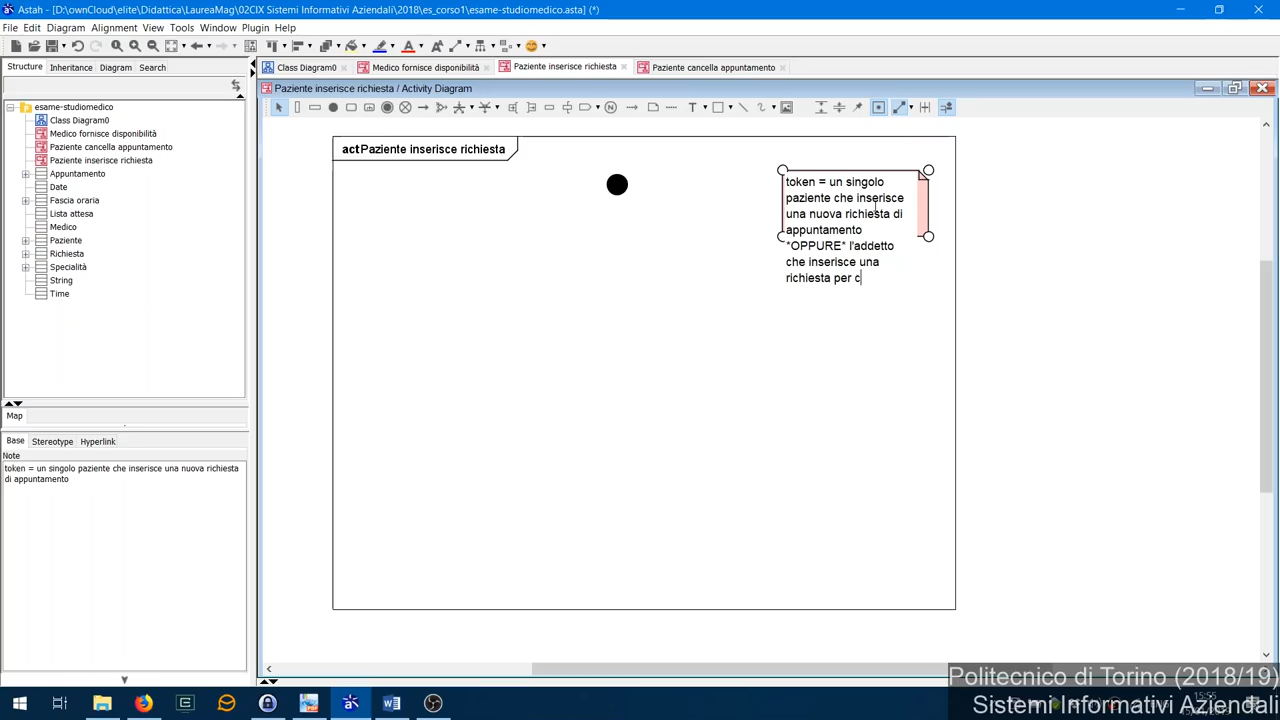 Astah - [D:\ownCloud\elite\Didattica\LaureaMag\02CIX Sistemi Informativi Aziendali\2018\es_corso1\esame-studiomedico.asta] (*)
File Edit Diagram Alignment View Tools Window Plugin Help
Structure Inheritance Diagram Search
Class Diagram0 Medico fornisce disponibilità Paziente inserisce richiesta Paziente cancella appuntamento
Paziente inserisce richiesta / Activity Diagram
esame-studiomedico
Class Diagram0
Medico fornisce disponibilità
Paziente cancella appuntamento
Paziente inserisce richiesta
Appuntamento
Date
Fascia oraria
Lista attesa
Medico
Paziente
Richiesta
Specialità
String
Time
Map
Base Stereotype Hyperlink
Note
token = un singolo paziente che inserisce una nuova richiesta
di appuntamento
act Paziente inserisce richiesta
token = un singolo
paziente che inserisce
una nuova richiesta di
appuntamento
*OPPURE* l'addetto
che inserisce una
richiesta per c
Politecnico di Torino (2018/19)
Sistemi Informativi Aziendali
15:55